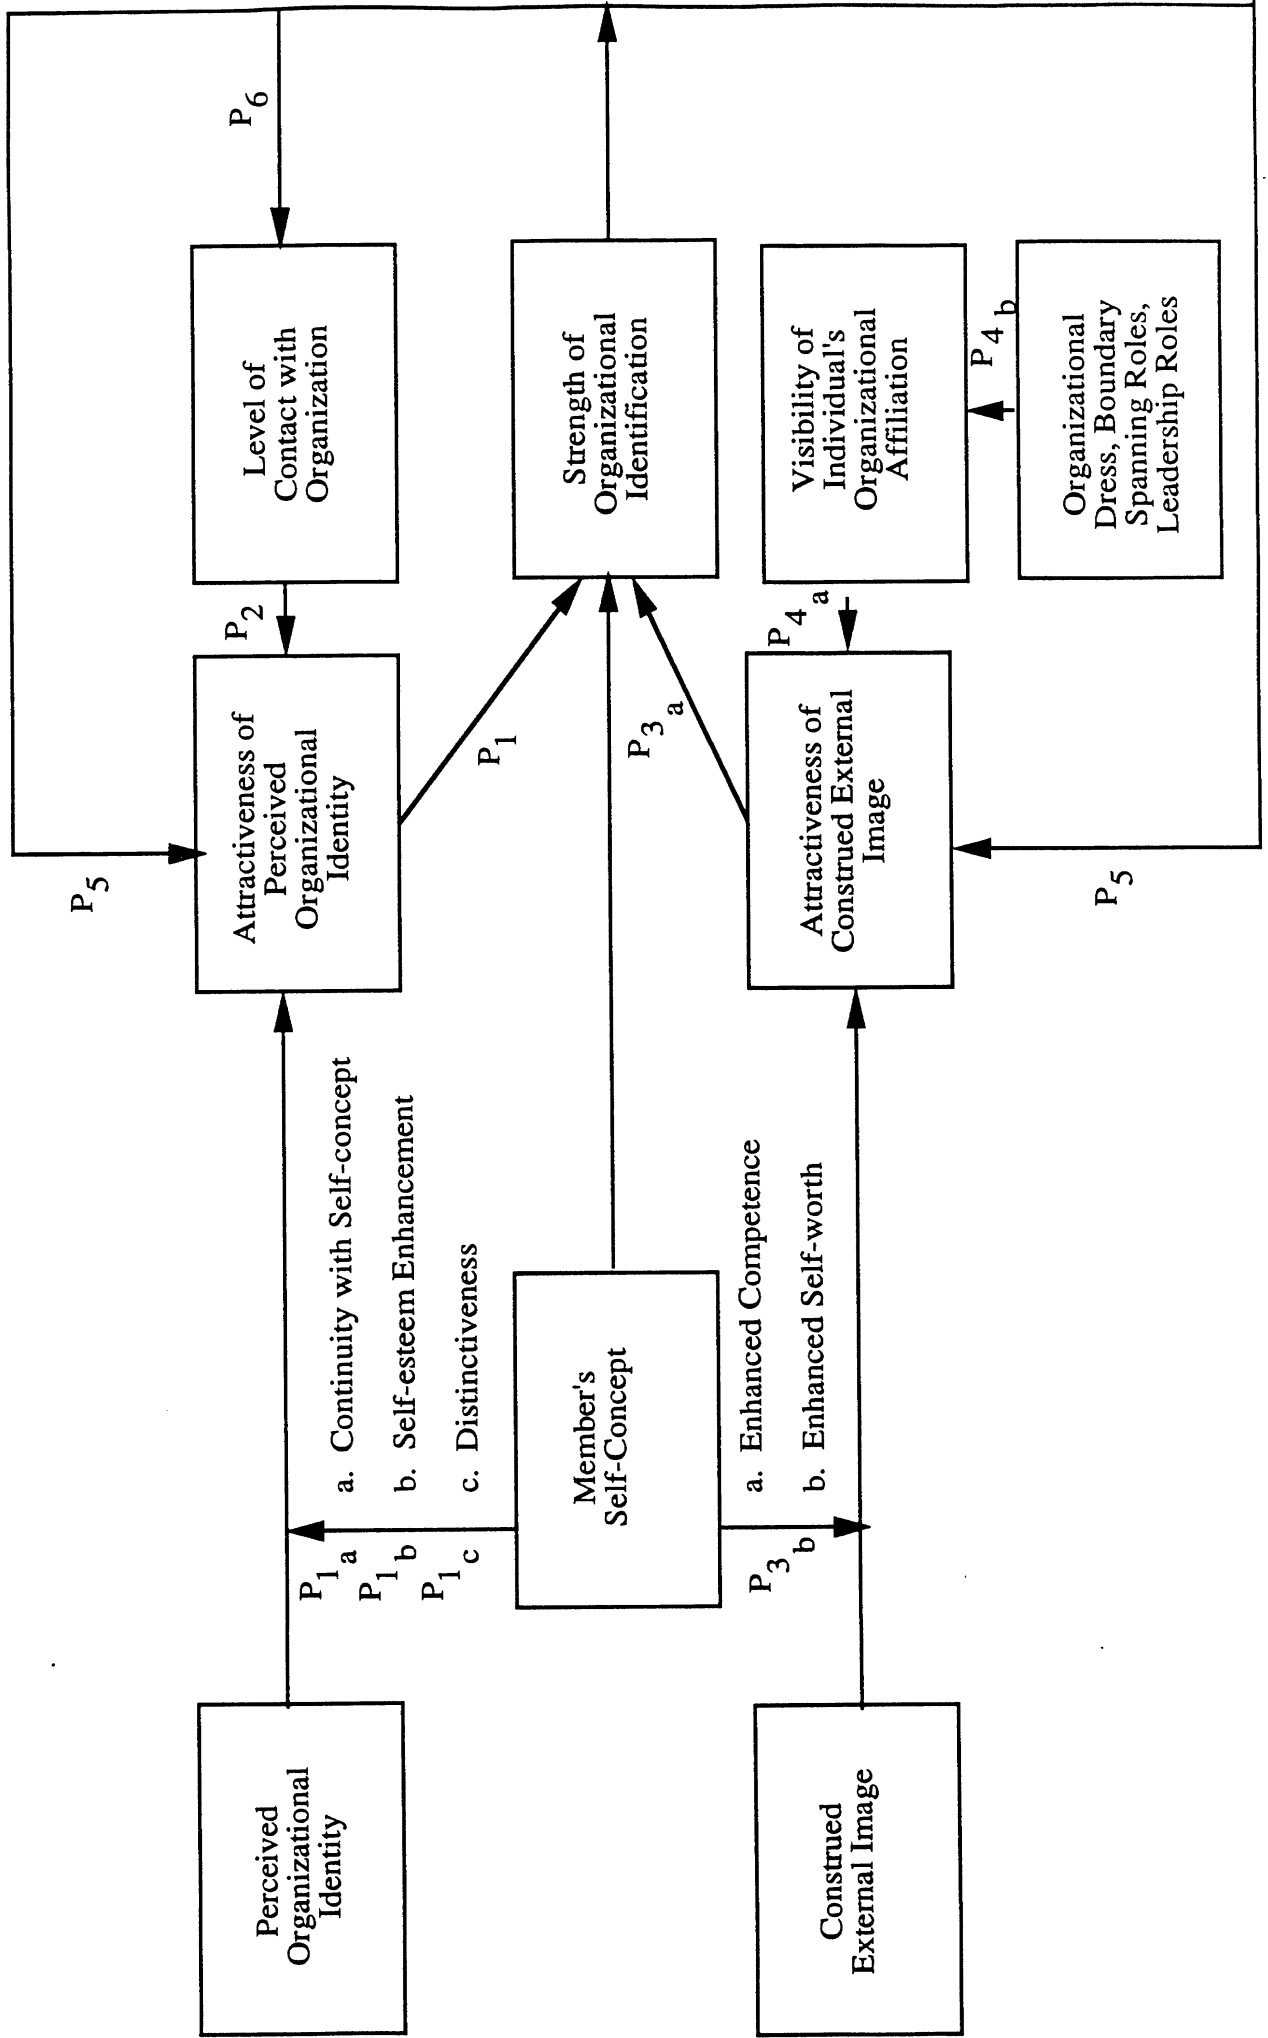 P5
Perceived
Organizational
Identity
Attractiveness of
Perceived
Organizational
Identity
P2
Level of
Contact with
Organization
P6
P1a
P1b
P1c
a. Continuity with Self-concept
b. Self-esteem Enhancement
c. Distinctiveness
P1
Member's
Self-Concept
Strength of
Organizational
Identification
P3a
P3b
a. Enhanced Competence
b. Enhanced Self-worth
Construed
External Image
Attractiveness of
Construed External
Image
P4a
Visibility of
Individual's
Organizational
Affiliation
P4b
Organizational
Dress, Boundary
Spanning Roles,
Leadership Roles
P5